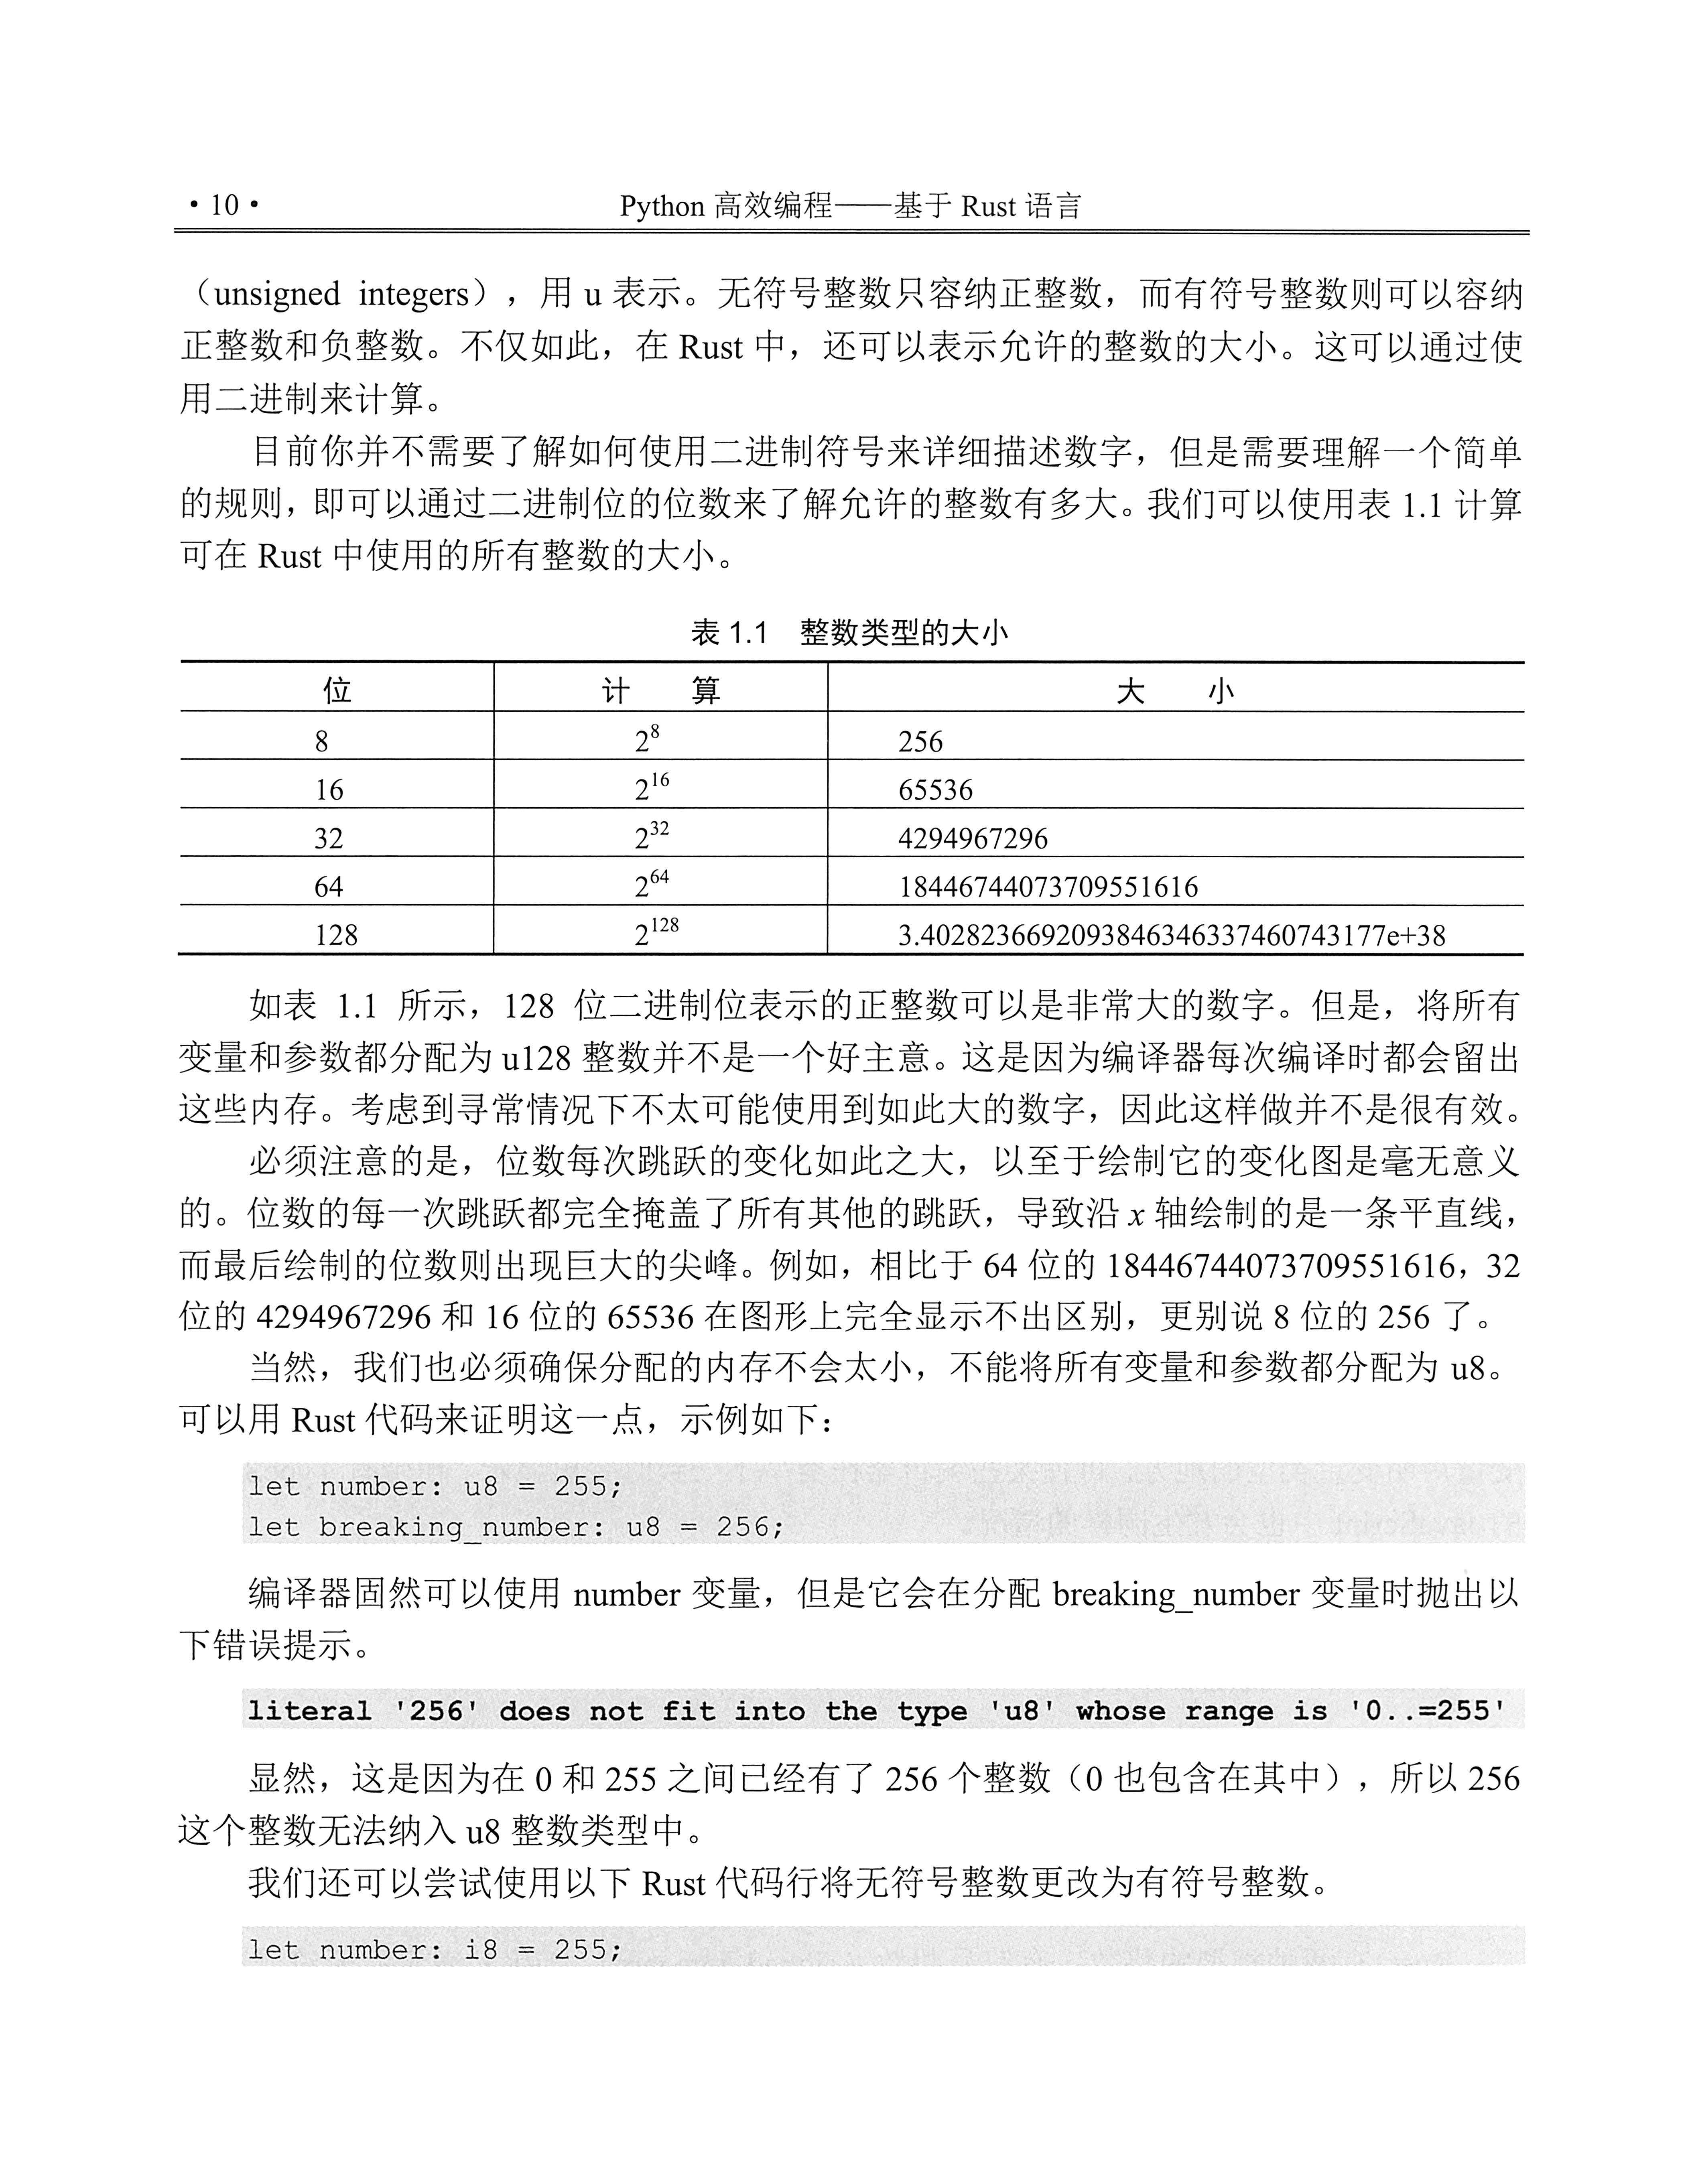 • 10 •
Python 高效编程——基于 Rust 语言
（unsigned integers），用 u 表示。无符号整数只容纳正整数，而有符号整数则可以容纳
正整数和负整数。不仅如此，在 Rust 中，还可以表示允许的整数的大小。这可以通过使
用二进制来计算。
目前你并不需要了解如何使用二进制符号来详细描述数字，但是需要理解一个简单
的规则，即可以通过二进制位的位数来了解允许的整数有多大。我们可以使用表 1.1 计算
可在 Rust 中使用的所有整数的大小。
表 1.1 整数类型的大小
位 计 算 大 小
8 2⁸ 256
16 2¹⁶ 65536
32 2³² 4294967296
64 2⁶⁴ 18446744073709551616
128 2¹²⁸ 3.4028236692093846346337460743177e+38
如表 1.1 所示，128 位二进制位表示的正整数可以是非常大的数字。但是，将所有
变量和参数都分配为 u128 整数并不是一个好主意。这是因为编译器每次编译时都会留出
这些内存。考虑到寻常情况下不太可能使用到如此大的数字，因此这样做并不是很有效。
必须注意的是，位数每次跳跃的变化如此之大，以至于绘制它的变化图是毫无意义
的。位数的每一次跳跃都完全掩盖了所有其他的跳跃，导致沿 x 轴绘制的是一条平直线，
而最后绘制的位数则出现巨大的尖峰。例如，相比于 64 位的 18446744073709551616，32
位的 4294967296 和 16 位的 65536 在图形上完全显示不出区别，更别说 8 位的 256 了。
当然，我们也必须确保分配的内存不会太小，不能将所有变量和参数都分配为 u8。
可以用 Rust 代码来证明这一点，示例如下：
let number: u8 = 255;
let breaking_number: u8 = 256;
编译器固然可以使用 number 变量，但是它会在分配 breaking_number 变量时抛出以
下错误提示。
literal '256' does not fit into the type 'u8' whose range is '0..=255'
显然，这是因为在 0 和 255 之间已经有了 256 个整数（0 也包含在其中），所以 256
这个整数无法纳入 u8 整数类型中。
我们还可以尝试使用以下 Rust 代码行将无符号整数更改为有符号整数。
let number: i8 = 255;